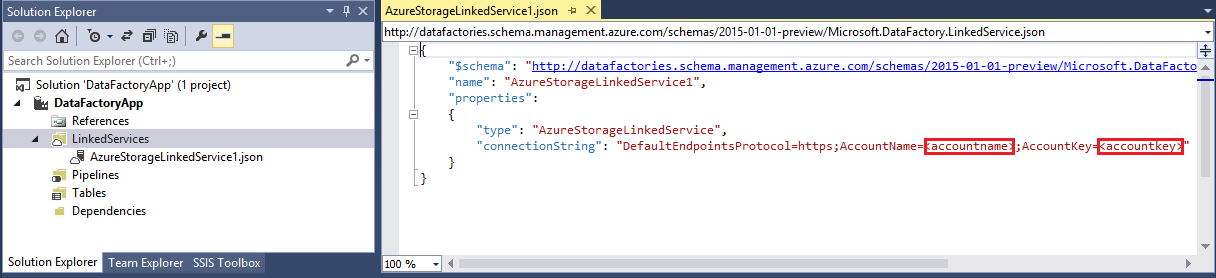 Solution Explorer
Search Solution Explorer (Ctrl+;)
Solution 'DataFactoryApp' (1 project)
DataFactoryApp
References
LinkedServices
AzureStorageLinkedService1.json
Pipelines
Tables
Dependencies
Solution Explorer Team Explorer SSIS Toolbox
AzureStorageLinkedService1.json
http://datafactories.schema.management.azure.com/schemas/2015-01-01-preview/Microsoft.DataFactory.LinkedService.json
{
"$schema": "http://datafactories.schema.management.azure.com/schemas/2015-01-01-preview/Microsoft.DataFacto
"name": "AzureStorageLinkedService1",
"properties":
{
"type": "AzureStorageLinkedService",
"connectionString": "DefaultEndpointsProtocol=https;AccountName=<accountname>;AccountKey=<accountkey>"
}
}
100 %